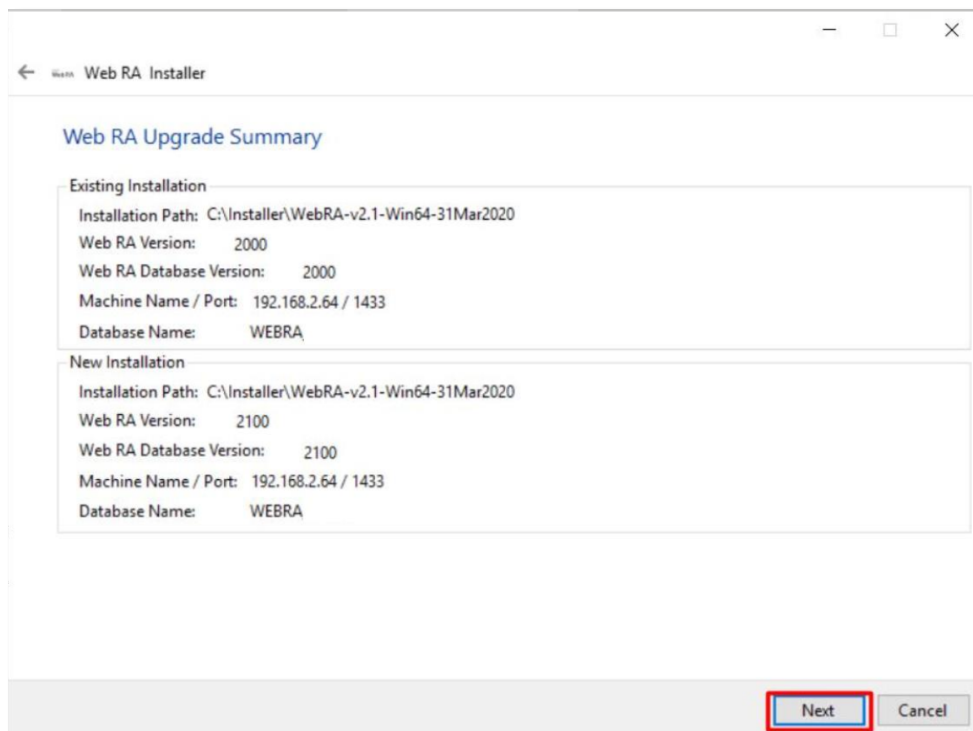 Web RA Installer
Web RA Upgrade Summary
Existing Installation
Installation Path: C:\Installer\WebRA-v2.1-Win64-31Mar2020
Web RA Version: 2000
Web RA Database Version: 2000
Machine Name / Port: 192.168.2.64 / 1433
Database Name: WEBRA
New Installation
Installation Path: C:\Installer\WebRA-v2.1-Win64-31Mar2020
Web RA Version: 2100
Web RA Database Version: 2100
Machine Name / Port: 192.168.2.64 / 1433
Database Name: WEBRA
Next Cancel